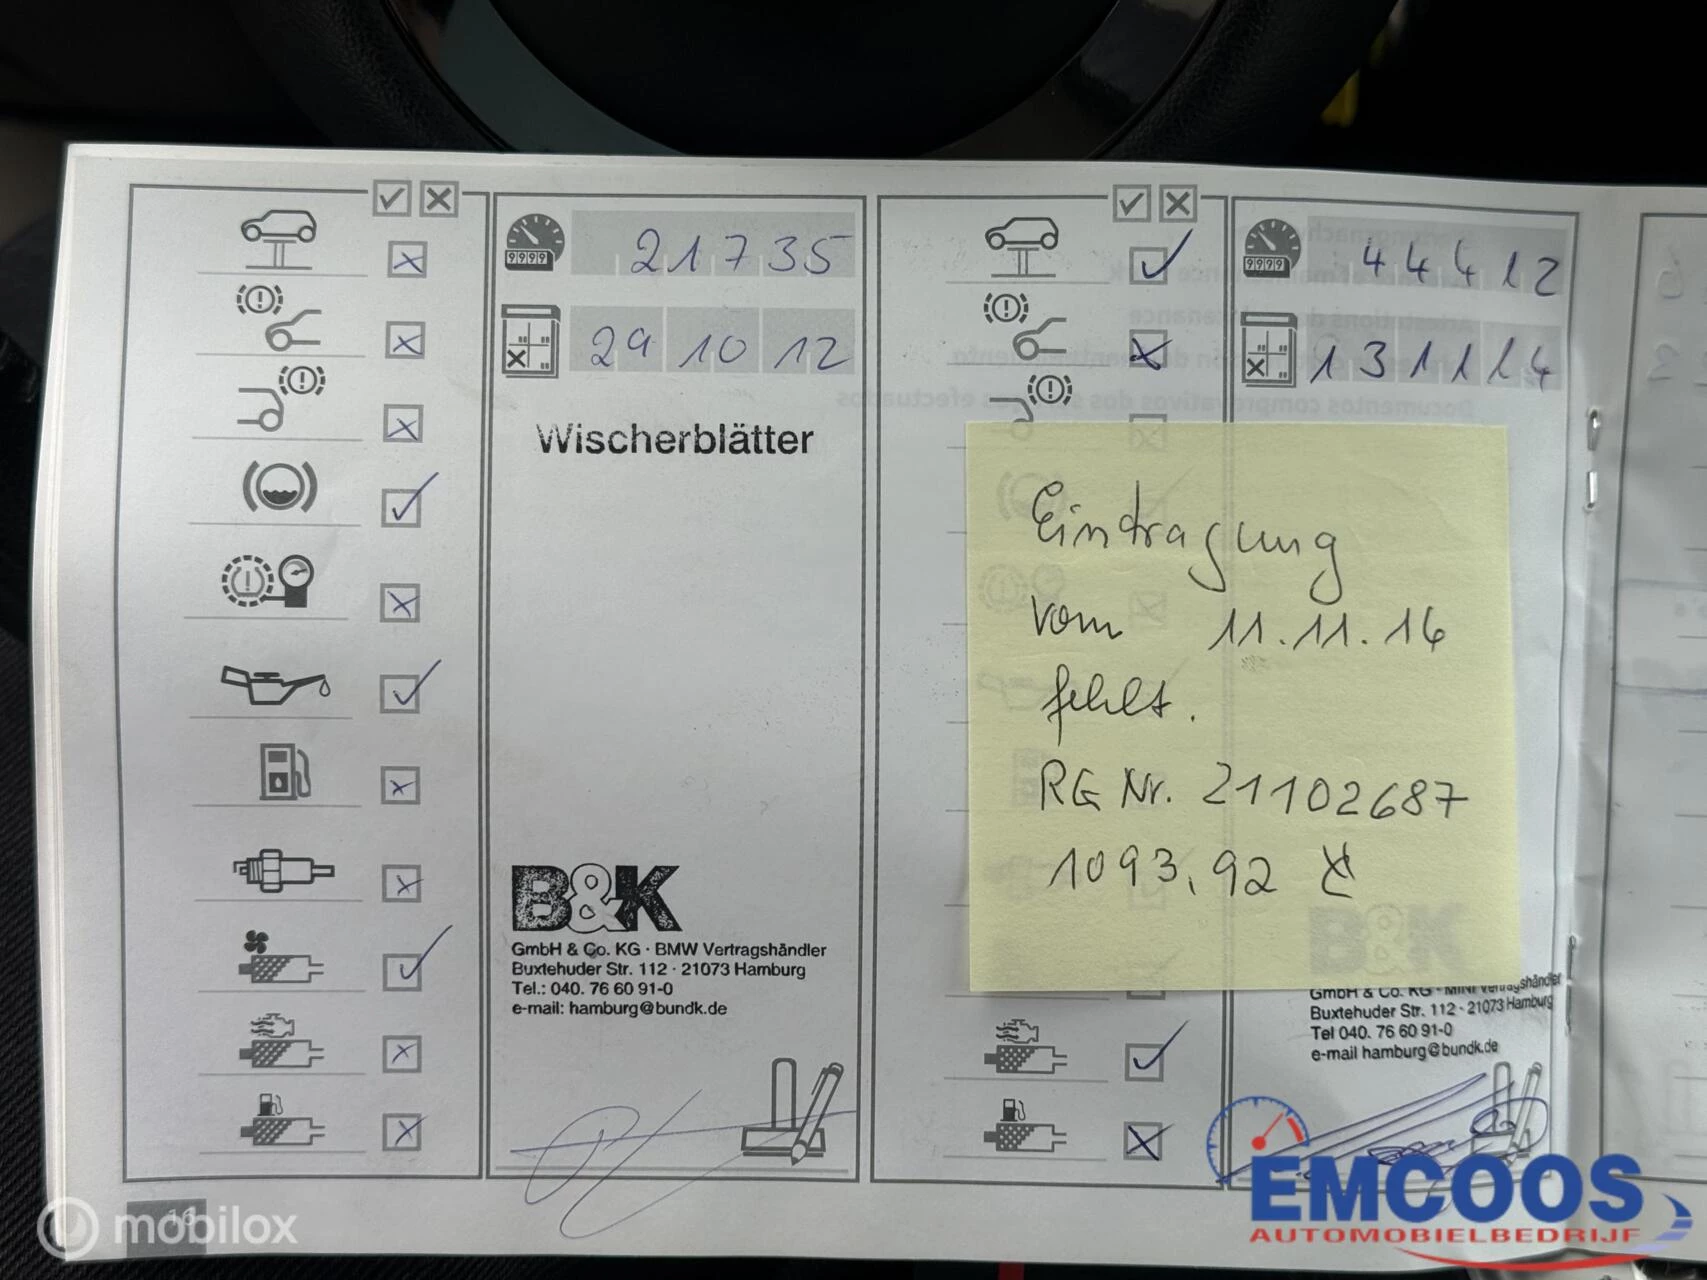 21735
29 10 12
Wischerblätter
B&K
GmbH & Co. KG · BMW Vertragshändler
Buxtehuder Str. 112 · 21073 Hamburg
Tel.: 040. 76 60 91-0
e-mail: hamburg@bundk.de
16
44412
13 11 14
Eintragung
vom 11.11.16
fehlt.
RG Nr. 21102687
1093,92 €
B&K
GmbH & Co. KG · MINI Vertragshändler
Buxtehuder Str. 112 · 21073 Hamburg
Tel 040. 76 60 91-0
e-mail hamburg@bundk.de
mobilox
EMCOOS
AUTOMOBIELBEDRIJF